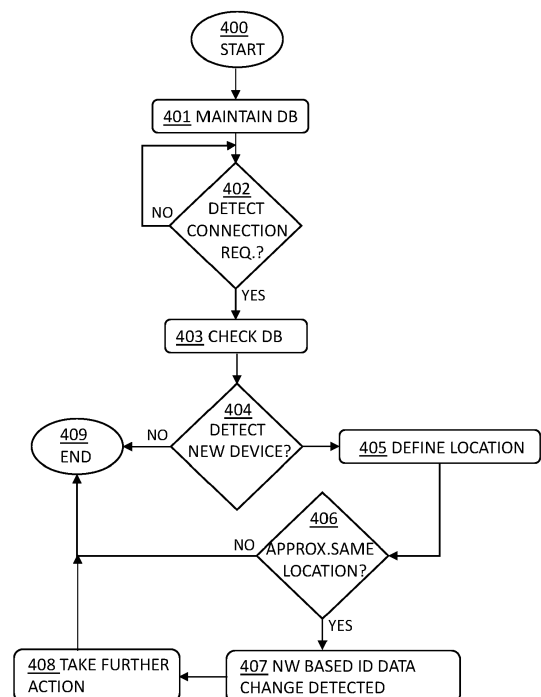 400
START
401 MAINTAIN DB
402
DETECT
CONNECTION
REQ.?
NO
YES
403 CHECK DB
404
DETECT
NEW DEVICE?
NO
409
END
405 DEFINE LOCATION
406
APPROX.SAME
LOCATION?
NO
YES
407 NW BASED ID DATA
CHANGE DETECTED
408 TAKE FURTHER
ACTION